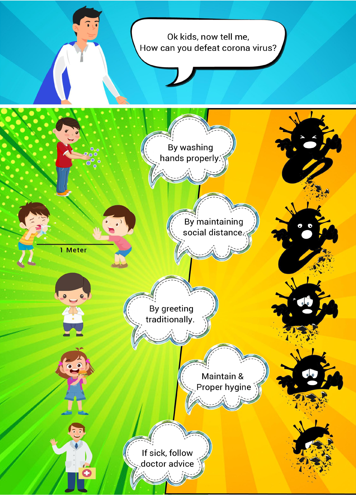 Ok kids, now tell me,
How can you defeat corona virus?
By washing
hands properly.
1 Meter
By maintaining
social distance.
By greeting
traditionally.
Maintain &
Proper hygine
If sick, follow
doctor advice